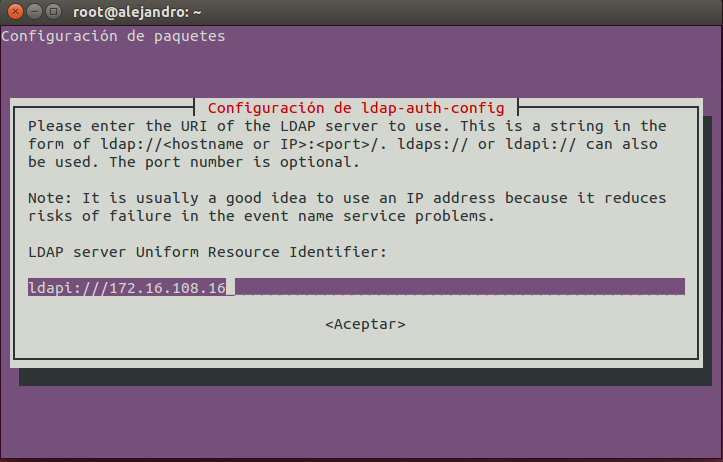 root@alejandro: ~
Configuración de paquetes
Configuración de ldap-auth-config
Please enter the URI of the LDAP server to use. This is a string in the
form of ldap://<hostname or IP>:<port>/. ldaps:// or ldapi:// can also
be used. The port number is optional.
Note: It is usually a good idea to use an IP address because it reduces
risks of failure in the event name service problems.
LDAP server Uniform Resource Identifier:
ldapi:///172.16.108.16
<Aceptar>